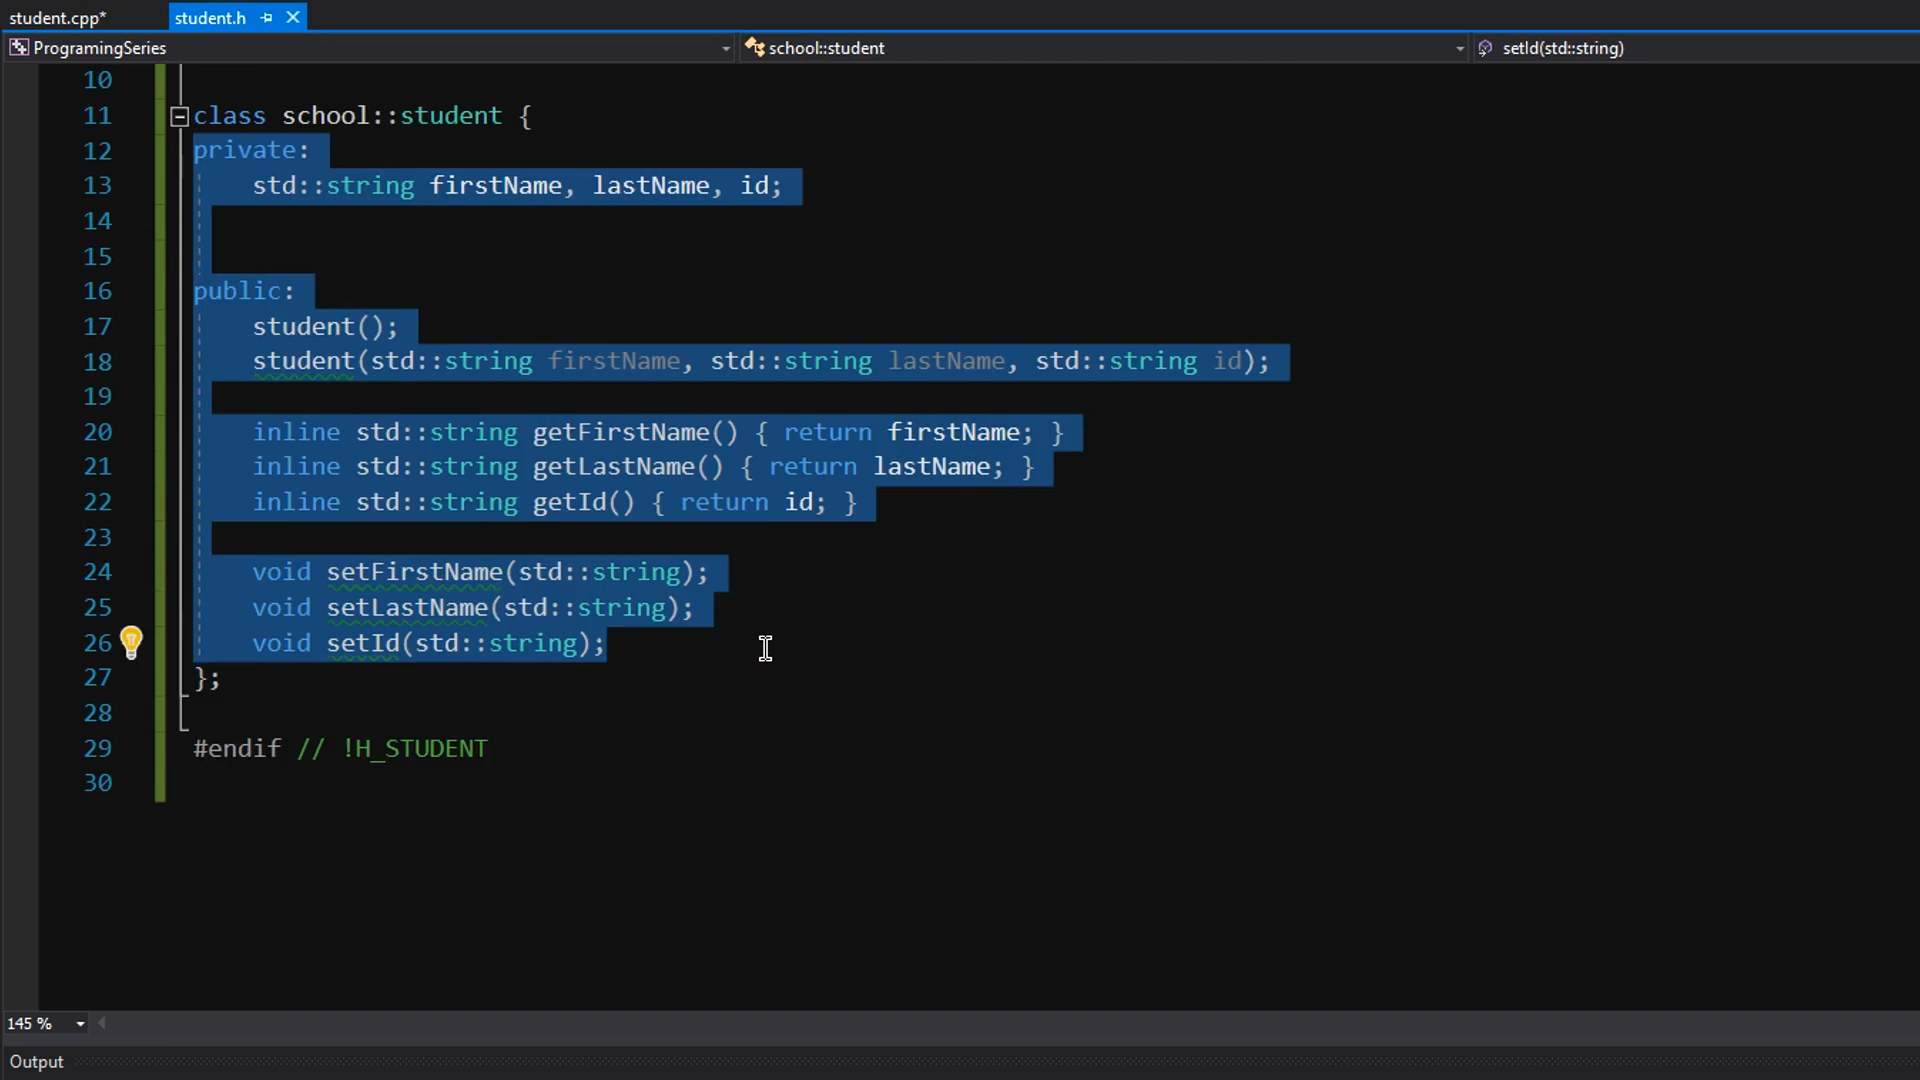 student.cpp* student.h
ProgramingSeries school::student setId(std::string)
10
11 class school::student {
12 private:
13 std::string firstName, lastName, id;
14
15
16 public:
17 student();
18 student(std::string firstName, std::string lastName, std::string id);
19
20 inline std::string getFirstName() { return firstName; }
21 inline std::string getLastName() { return lastName; }
22 inline std::string getId() { return id; }
23
24 void setFirstName(std::string);
25 void setLastName(std::string);
26 void setId(std::string);
27 };
28
29 #endif // !H_STUDENT
30
145 %
Output